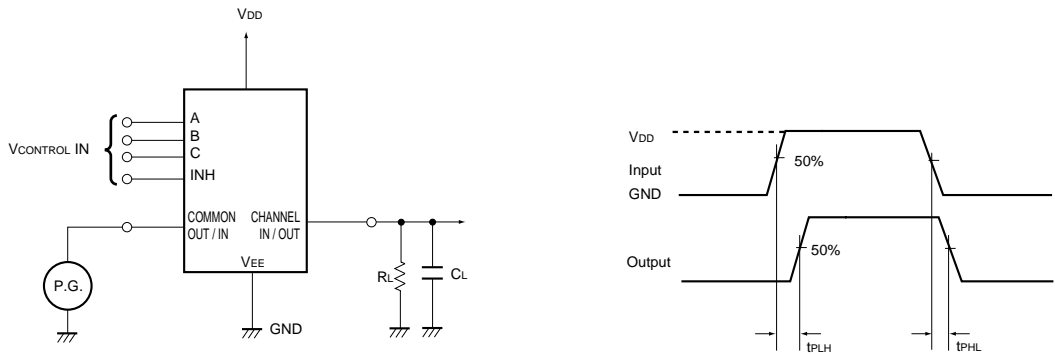 VDD
A
B
C
INH
VCONTROL IN
COMMON
OUT / IN
CHANNEL
IN / OUT
VEE
P.G.
GND
RL
CL
VDD
Input
GND
50%
Output
50%
tPLH
tPHL